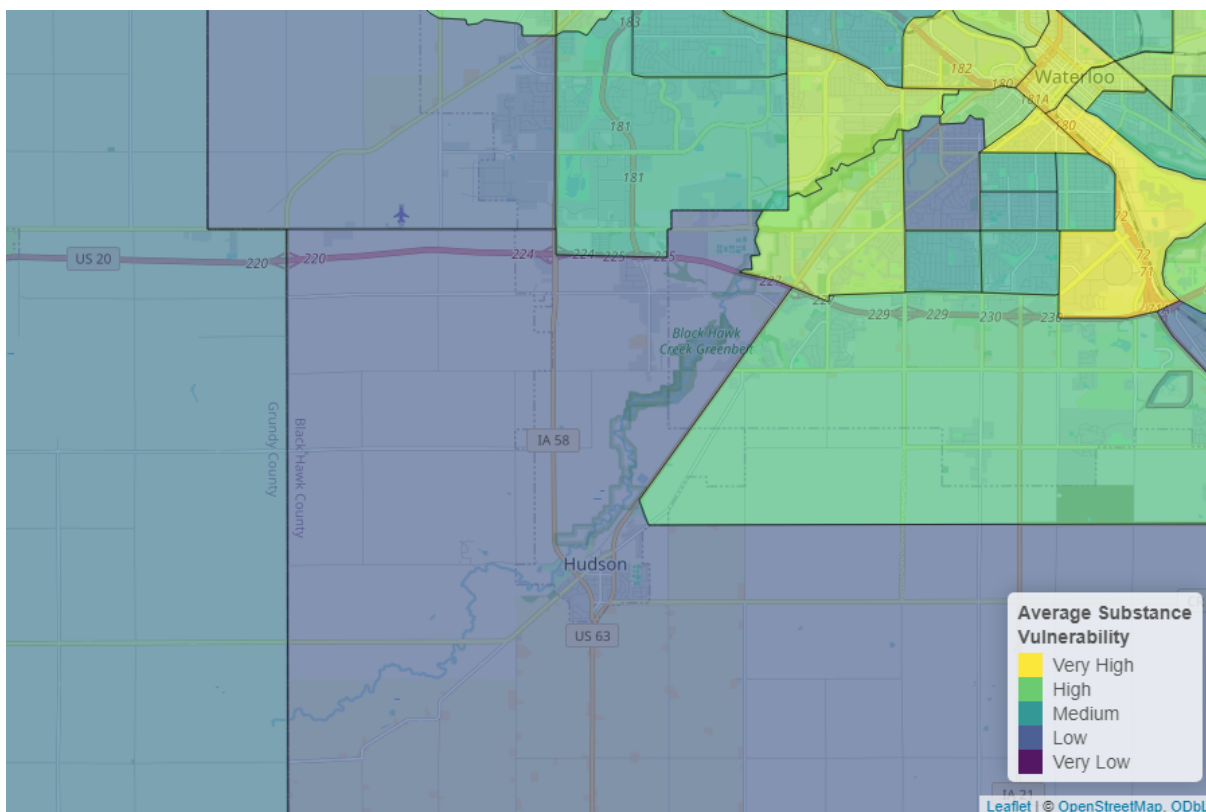 183
182
180
Waterloo
181A
181
180
181
72
72
71
US 20
220
220
224
224
225
225
227
229
229
230
230
Black Hawk
Creek Greenbelt
Grundy County
Black Hawk County
IA 58
Hudson
US 63
IA 21
Average Substance
Vulnerability
Very High
High
Medium
Low
Very Low
Leaflet | © OpenStreetMap, ODbL